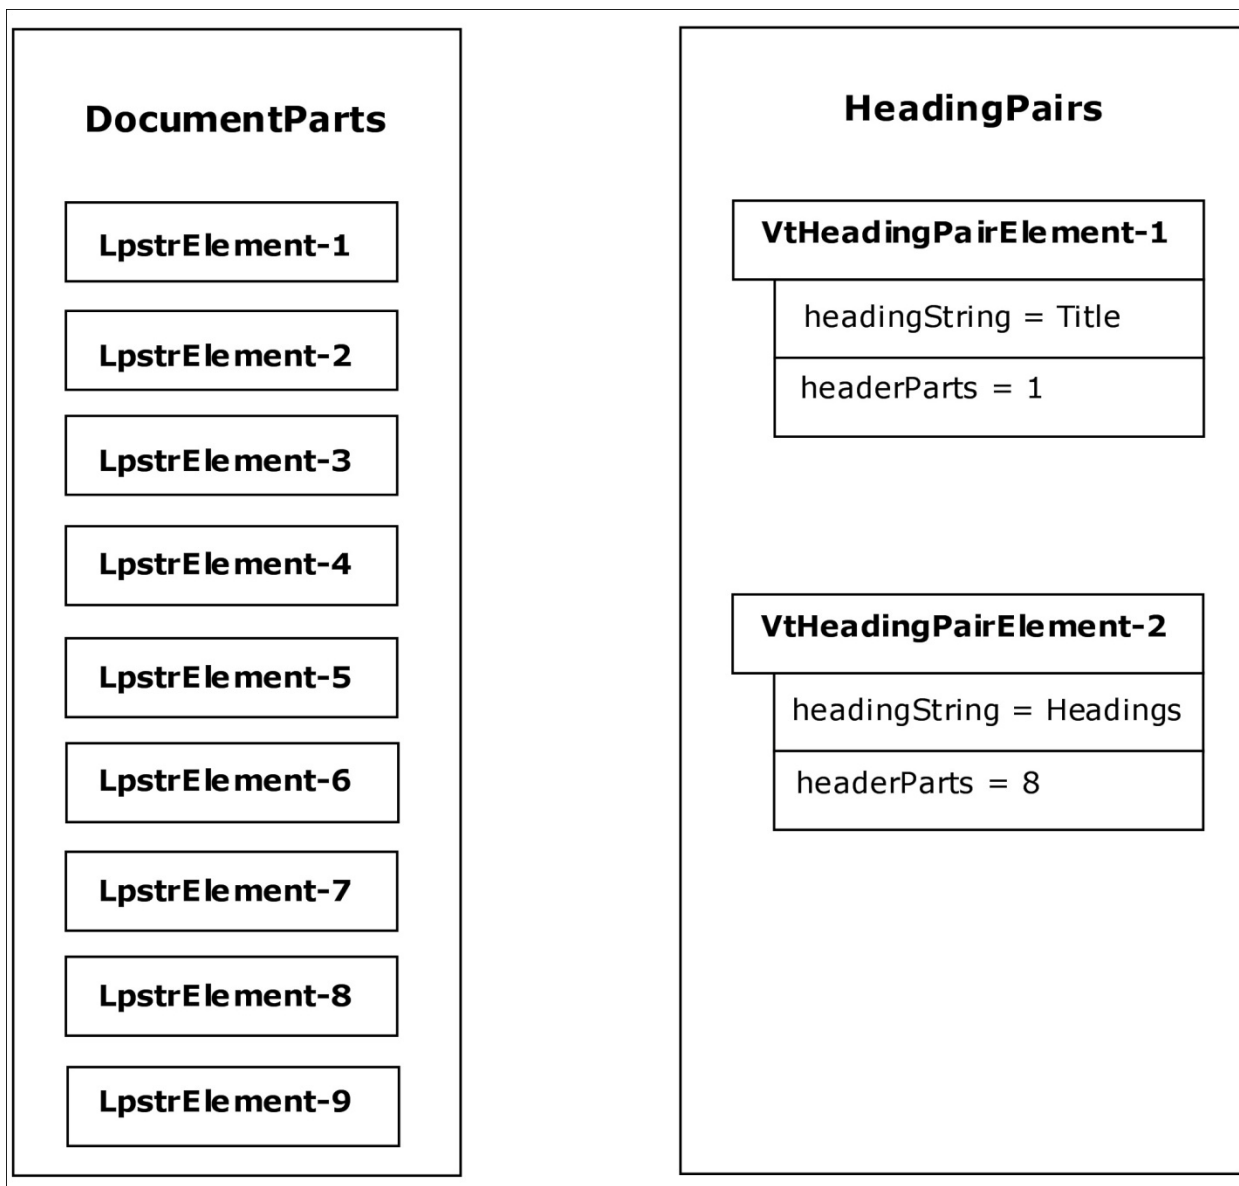 DocumentParts
LpstrElement-1
LpstrElement-2
LpstrElement-3
LpstrElement-4
LpstrElement-5
LpstrElement-6
LpstrElement-7
LpstrElement-8
LpstrElement-9
HeadingPairs
VtHeadingPairElement-1
headingString = Title
headerParts = 1
VtHeadingPairElement-2
headingString = Headings
headerParts = 8